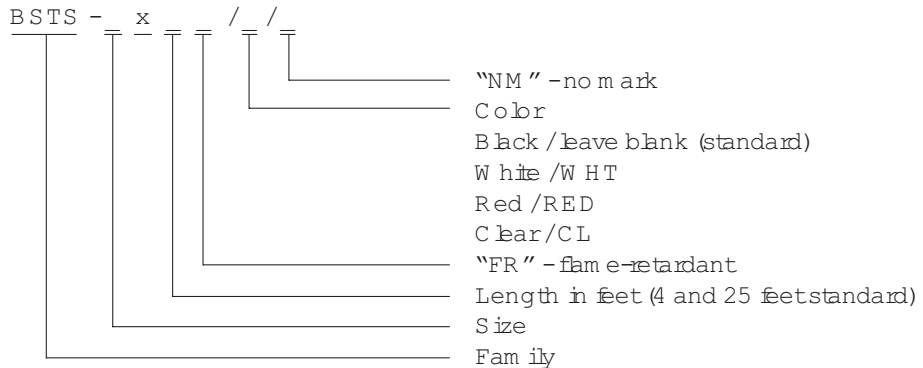 BSTS - _ x _ _ / _ / _
"NM" - no mark
Color
Black / leave blank (standard)
White / WHT
Red / RED
Clear / CL
"FR" - flame-retardant
Length in feet (4 and 25 feet standard)
Size
Family